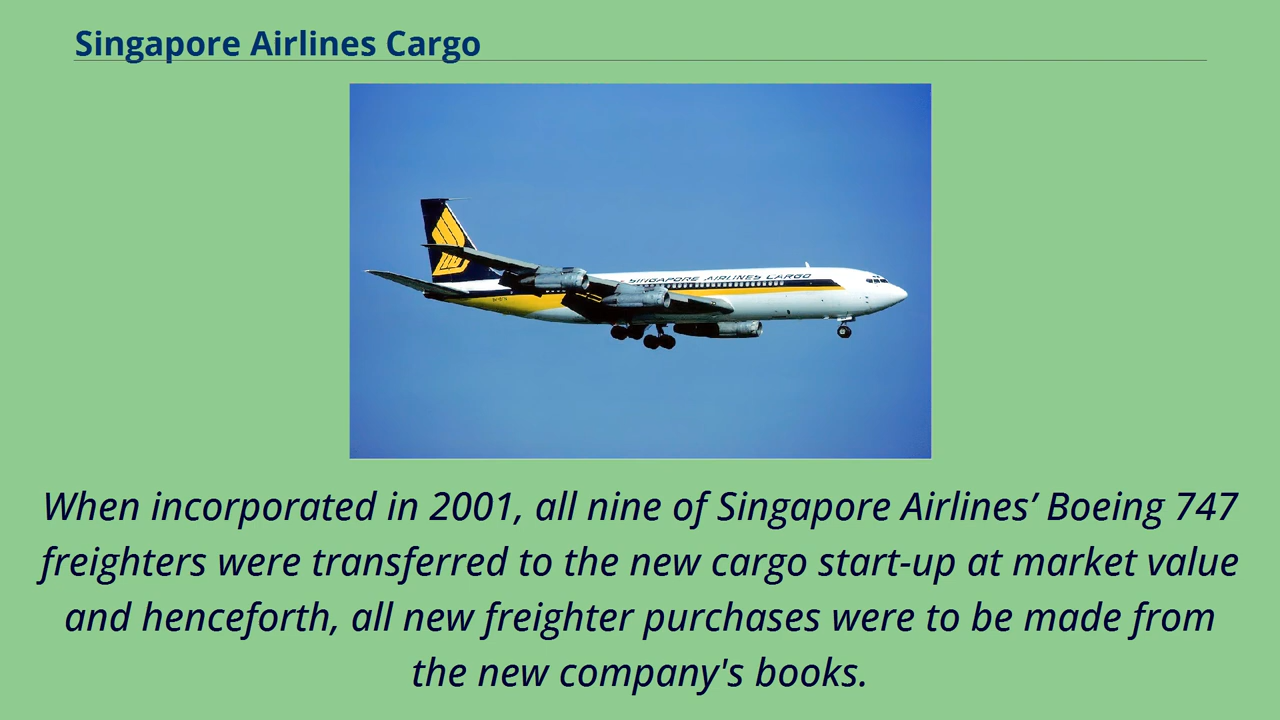 Singapore Airlines Cargo
SINGAPORE AIRLINES CARGO
When incorporated in 2001, all nine of Singapore Airlines’ Boeing 747
freighters were transferred to the new cargo start-up at market value
and henceforth, all new freighter purchases were to be made from
the new company's books.